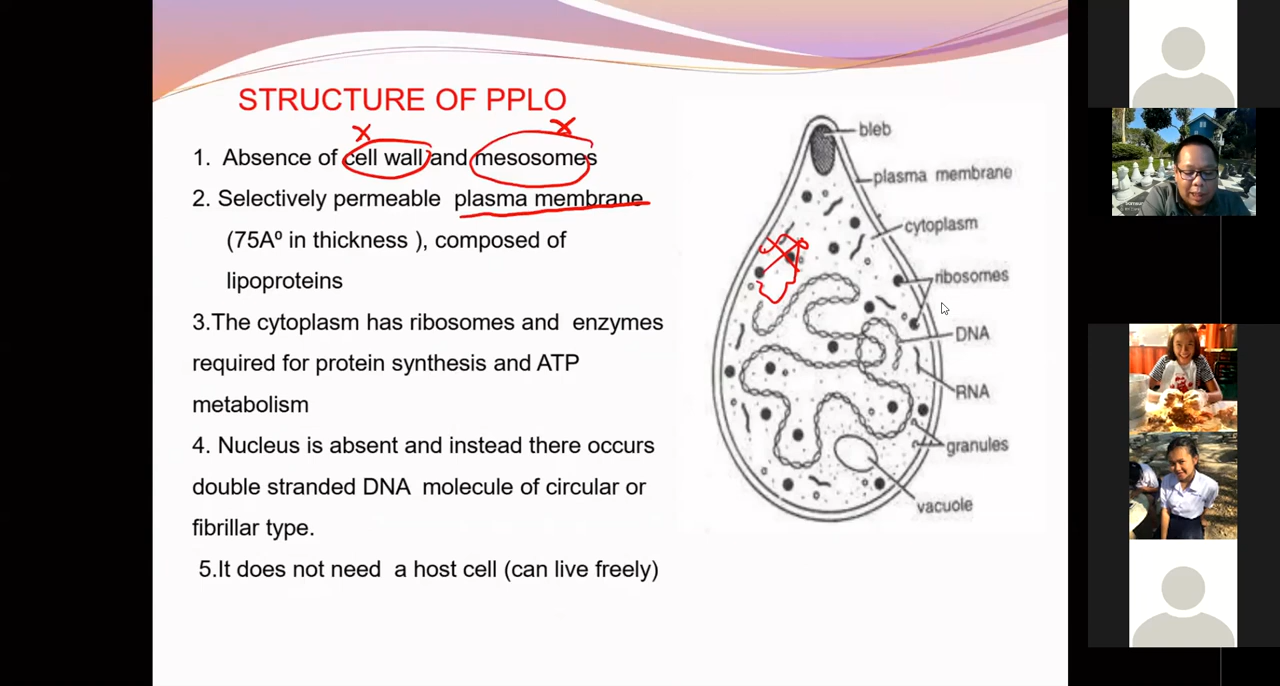 STRUCTURE OF PPLO
x x
1. Absence of cell wall and mesosomes
2. Selectively permeable plasma membrane
(75Aº in thickness ), composed of
lipoproteins
3.The cytoplasm has ribosomes and enzymes
required for protein synthesis and ATP
metabolism
4. Nucleus is absent and instead there occurs
double stranded DNA molecule of circular or
fibrillar type.
5.It does not need a host cell (can live freely)
bleb
plasma membrane
cytoplasm
ribosomes
DNA
RNA
granules
vacuole